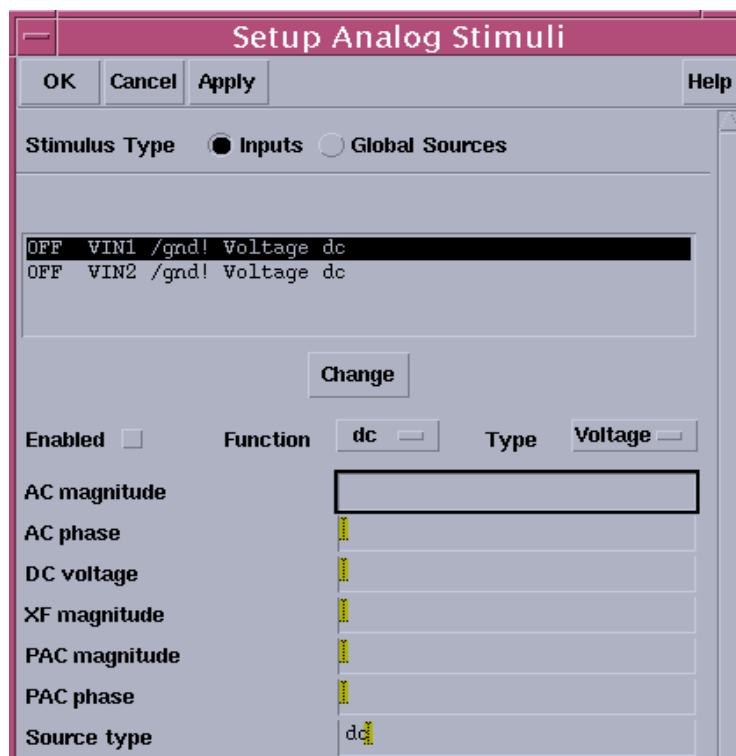 Setup Analog Stimuli
OK Cancel Apply Help
Stimulus Type Inputs Global Sources
OFF VIN1 /gnd! Voltage dc
OFF VIN2 /gnd! Voltage dc
Change
Enabled Function dc Type Voltage
AC magnitude
AC phase
DC voltage
XF magnitude
PAC magnitude
PAC phase
Source type dc